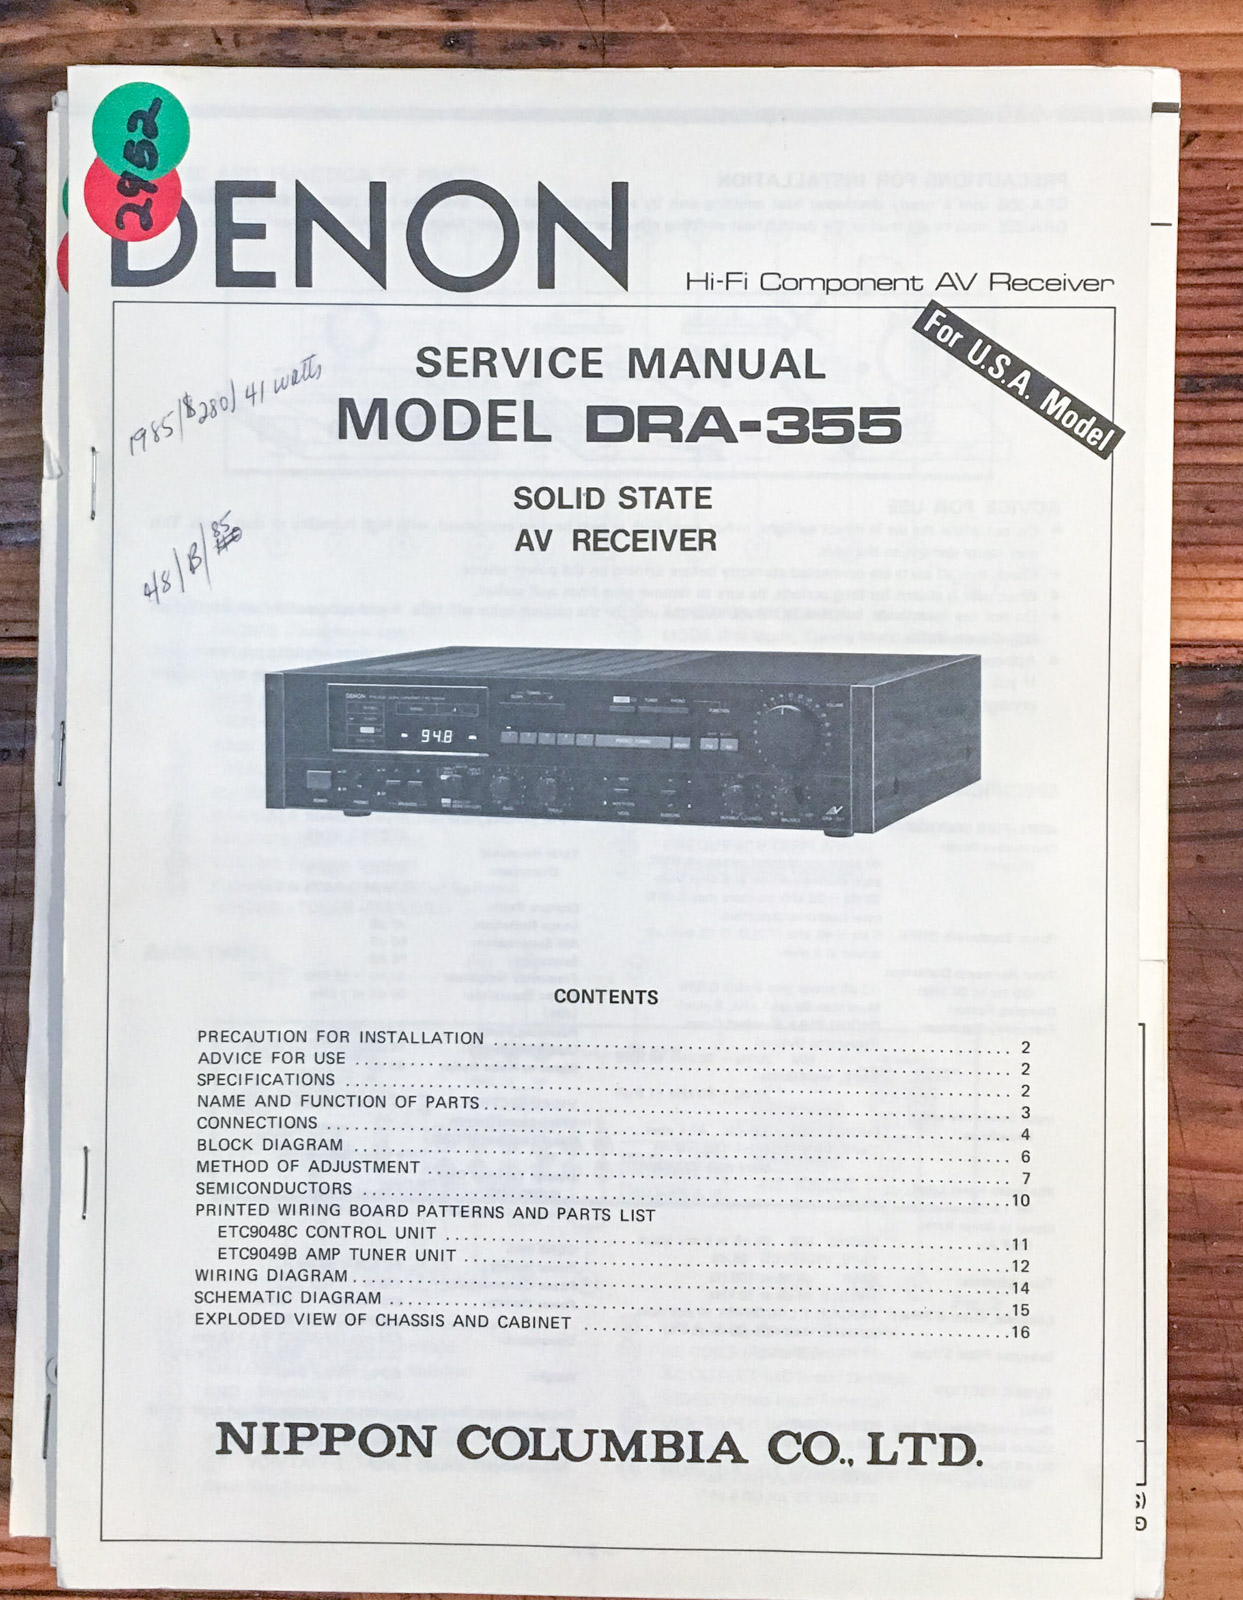 2952
DENON
Hi-Fi Component AV Receiver
For U.S.A. Model
SERVICE MANUAL
MODEL DRA-355
1985/$280/41 watts
SOLID STATE
AV RECEIVER
48/B/85
DENON
94.8
AV
CONTENTS
PRECAUTION FOR INSTALLATION 2
ADVICE FOR USE 2
SPECIFICATIONS 2
NAME AND FUNCTION OF PARTS 3
CONNECTIONS 4
BLOCK DIAGRAM 6
METHOD OF ADJUSTMENT 7
SEMICONDUCTORS 10
PRINTED WIRING BOARD PATTERNS AND PARTS LIST
ETC9048C CONTROL UNIT 11
ETC9049B AMP TUNER UNIT 12
WIRING DIAGRAM 14
SCHEMATIC DIAGRAM 15
EXPLODED VIEW OF CHASSIS AND CABINET 16
NIPPON COLUMBIA CO., LTD.